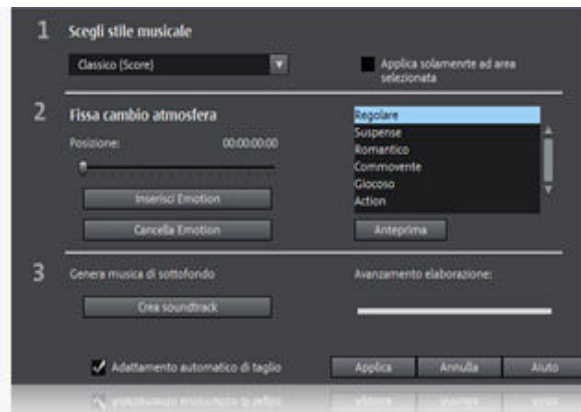 1 Scegli stile musicale
Classico (Score)
Applica solamenrte ad area
selezionata
2 Fissa cambio atmosfera
Posizione: 00:00:00:00
Inserisci Emotion
Cancella Emotion
Regolare
Suspense
Romantico
Commovente
Giocoso
Action
Anteprima
3 Genera musica di sottofondo
Crea soundtrack
Avanzamento elaborazione:
Adattamento automatico di taglio
Applica Annulla Aiuto